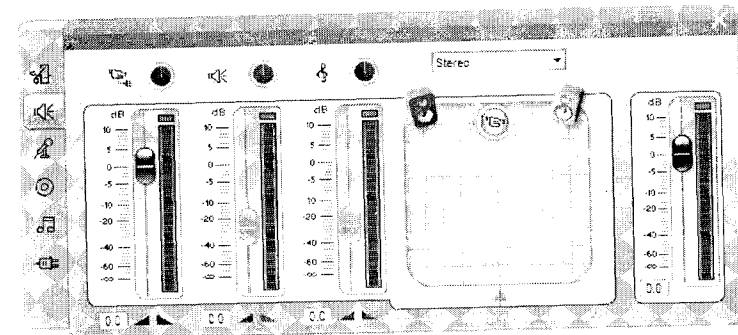 Stereo
dB dB dB dB
10 10 10 10
5 5 5 5
0 0 0 0
-5 -5 -5 -5
-10 -10 -10 -10
-20 -20 -20 -20
-40 -40 -40 -40
-60 -60 -60 -60
-∞ -∞ -∞ -∞
0.0 0.0 0.0 0.0